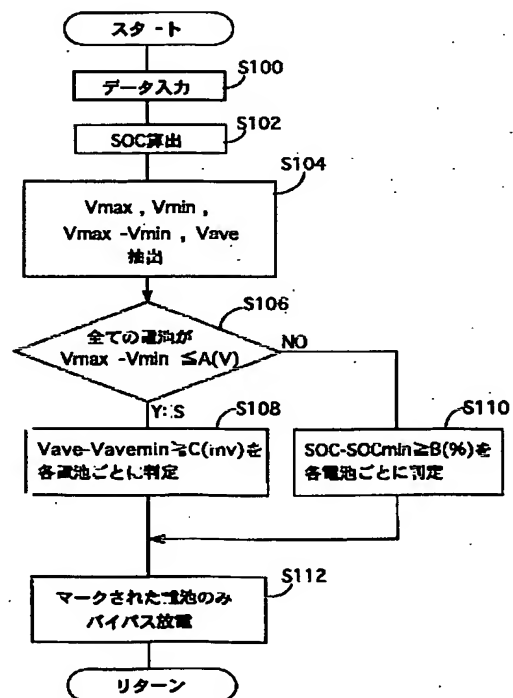 スタート
S100
データ入力
S102
SOC算出
S104
Vmax , Vmin ,
Vmax -Vmin , Vave
抽出
S106
全ての電池が
Vmax -Vmin ≦A(V)
NO
YES
S108
Vave-Vavemin≧C(mv)を
各電池ごとに判定
S110
SOC-SOCmin≧B(%)を
各電池ごとに判定
S112
マークされた電池のみ
バイパス放電
リターン